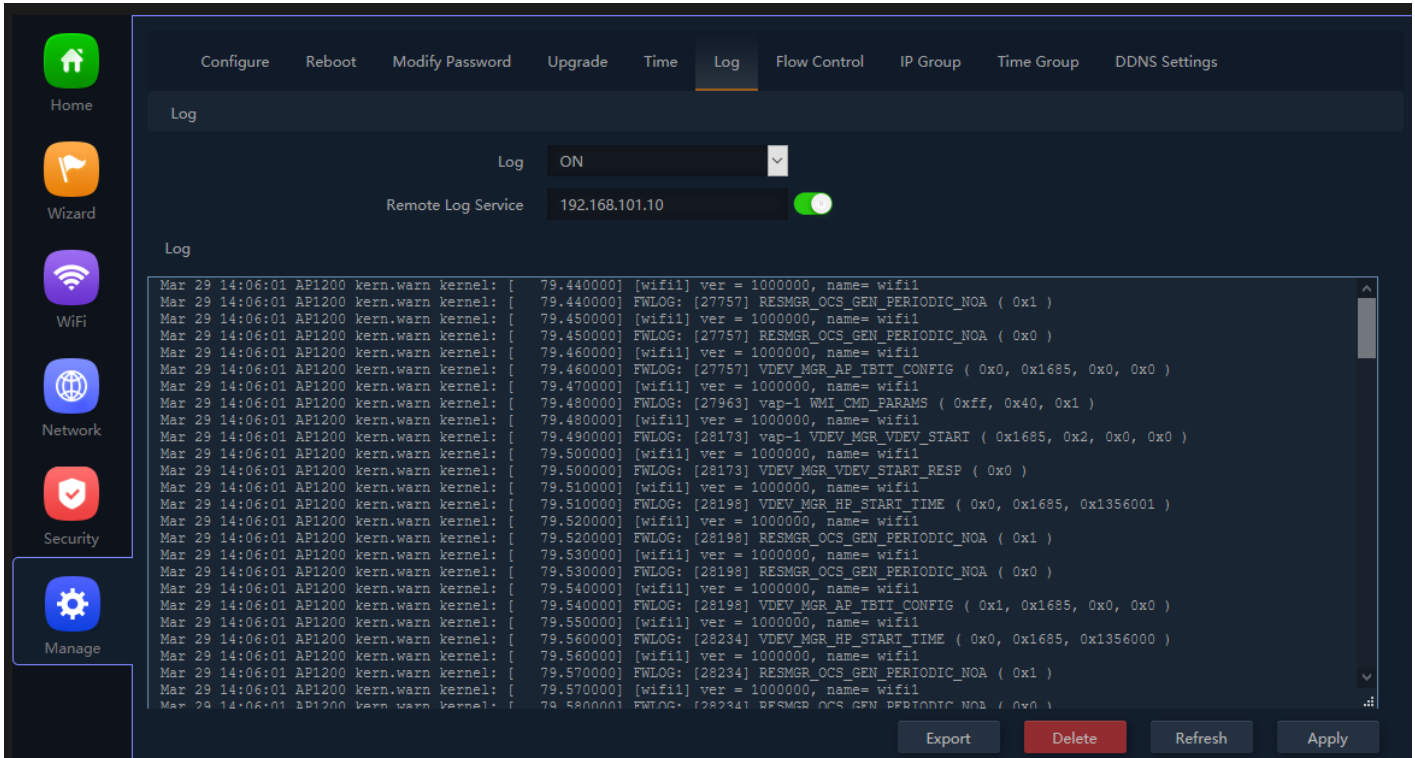 Home
Wizard
WiFi
Network
Security
Manage
Configure Reboot Modify Password Upgrade Time Log Flow Control IP Group Time Group DDNS Settings
Log
Log ON
Remote Log Service 192.168.101.10
Log
Mar 29 14:06:01 AP1200 kern.warn kernel: [   79.440000] [wifi1] ver = 1000000, name= wifi1
Mar 29 14:06:01 AP1200 kern.warn kernel: [   79.440000] FWLOG: [27757] RESMGR_OCS_GEN_PERIODIC_NOA ( 0x1 )
Mar 29 14:06:01 AP1200 kern.warn kernel: [   79.450000] [wifi1] ver = 1000000, name= wifi1
Mar 29 14:06:01 AP1200 kern.warn kernel: [   79.450000] FWLOG: [27757] RESMGR_OCS_GEN_PERIODIC_NOA ( 0x0 )
Mar 29 14:06:01 AP1200 kern.warn kernel: [   79.460000] [wifi1] ver = 1000000, name= wifi1
Mar 29 14:06:01 AP1200 kern.warn kernel: [   79.460000] FWLOG: [27757] VDEV_MGR_AP_TBTT_CONFIG ( 0x0, 0x1685, 0x0, 0x0 )
Mar 29 14:06:01 AP1200 kern.warn kernel: [   79.470000] [wifi1] ver = 1000000, name= wifi1
Mar 29 14:06:01 AP1200 kern.warn kernel: [   79.480000] FWLOG: [27963] vap-1 WMI_CMD_PARAMS ( 0xff, 0x40, 0x1 )
Mar 29 14:06:01 AP1200 kern.warn kernel: [   79.480000] [wifi1] ver = 1000000, name= wifi1
Mar 29 14:06:01 AP1200 kern.warn kernel: [   79.490000] FWLOG: [28173] vap-1 VDEV_MGR_VDEV_START ( 0x1685, 0x2, 0x0, 0x0 )
Mar 29 14:06:01 AP1200 kern.warn kernel: [   79.500000] [wifi1] ver = 1000000, name= wifi1
Mar 29 14:06:01 AP1200 kern.warn kernel: [   79.500000] FWLOG: [28173] VDEV_MGR_VDEV_START_RESP ( 0x0 )
Mar 29 14:06:01 AP1200 kern.warn kernel: [   79.510000] [wifi1] ver = 1000000, name= wifi1
Mar 29 14:06:01 AP1200 kern.warn kernel: [   79.510000] FWLOG: [28198] VDEV_MGR_HP_START_TIME ( 0x0, 0x1685, 0x1356001 )
Mar 29 14:06:01 AP1200 kern.warn kernel: [   79.520000] [wifi1] ver = 1000000, name= wifi1
Mar 29 14:06:01 AP1200 kern.warn kernel: [   79.520000] FWLOG: [28198] RESMGR_OCS_GEN_PERIODIC_NOA ( 0x1 )
Mar 29 14:06:01 AP1200 kern.warn kernel: [   79.530000] [wifi1] ver = 1000000, name= wifi1
Mar 29 14:06:01 AP1200 kern.warn kernel: [   79.530000] FWLOG: [28198] RESMGR_OCS_GEN_PERIODIC_NOA ( 0x0 )
Mar 29 14:06:01 AP1200 kern.warn kernel: [   79.540000] [wifi1] ver = 1000000, name= wifi1
Mar 29 14:06:01 AP1200 kern.warn kernel: [   79.540000] FWLOG: [28198] VDEV_MGR_AP_TBTT_CONFIG ( 0x1, 0x1685, 0x0, 0x0 )
Mar 29 14:06:01 AP1200 kern.warn kernel: [   79.550000] [wifi1] ver = 1000000, name= wifi1
Mar 29 14:06:01 AP1200 kern.warn kernel: [   79.560000] FWLOG: [28234] VDEV_MGR_HP_START_TIME ( 0x0, 0x1685, 0x1356000 )
Mar 29 14:06:01 AP1200 kern.warn kernel: [   79.560000] [wifi1] ver = 1000000, name= wifi1
Mar 29 14:06:01 AP1200 kern.warn kernel: [   79.570000] FWLOG: [28234] RESMGR_OCS_GEN_PERIODIC_NOA ( 0x1 )
Mar 29 14:06:01 AP1200 kern.warn kernel: [   79.570000] [wifi1] ver = 1000000, name= wifi1
Mar 29 14:06:01 AP1200 kern.warn kernel: [   79.580000] FWLOG: [28234] RESMGR_OCS_GEN_PERIODIC_NOA ( 0x0 )
Export Delete Refresh Apply